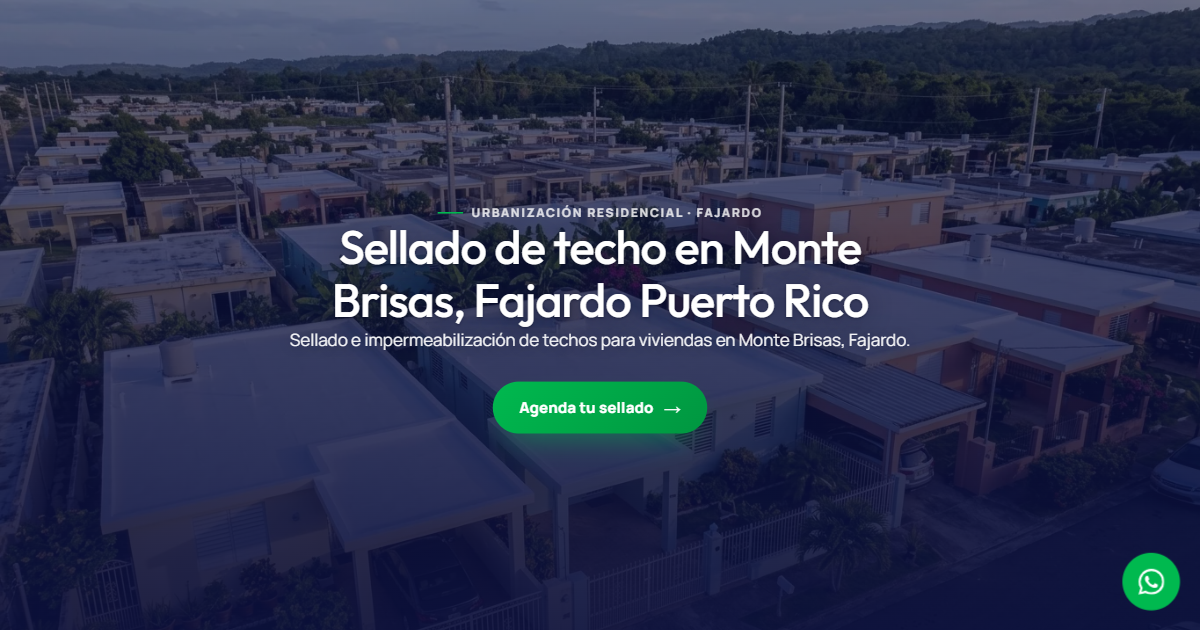 URBANIZACIÓN RESIDENCIAL · FAJARDO
Sellado de techo en Monte
Brisas, Fajardo Puerto Rico
Sellado e impermeabilización de techos para viviendas en Monte Brisas, Fajardo.
Agenda tu sellado →